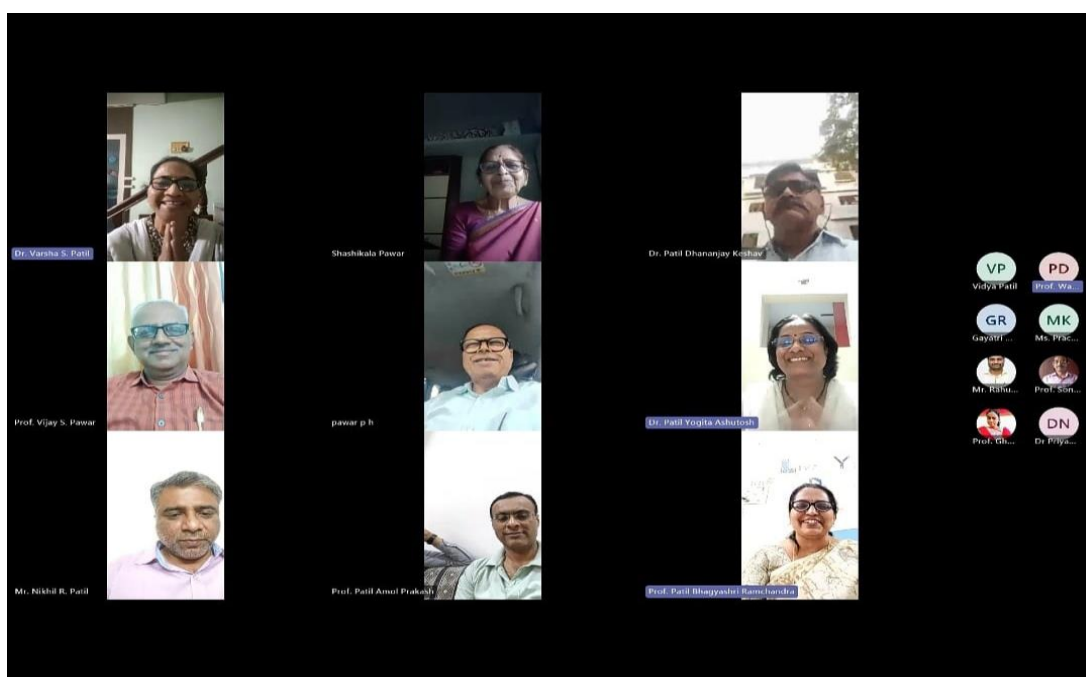 Dr. Varsha S. Patil
Shashikala Pawar
Dr. Patil Dhananjay Keshav
Prof. Vijay S. Pawar
pawar p h
Dr. Patil Yogita Ashutosh
Mr. Nikhil R. Patil
Prof. Patil Amol Prakash
Prof. Patil Bhagyashri Ramchandra
VP
Vidya Patil
PD
Prof. Wa...
GR
Gayatri ...
MK
Ms. Prac...
Mr. Rahu...
Prof. Son...
Prof. Gh...
DN
Dr Priya...